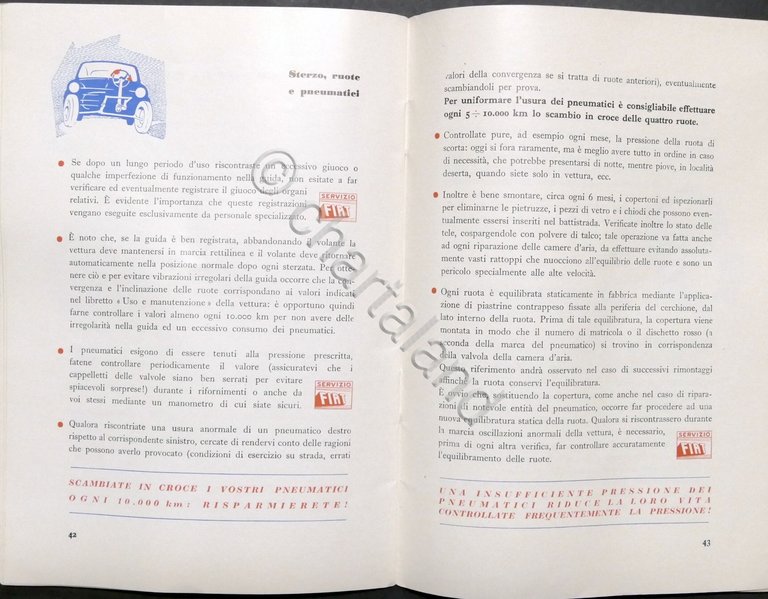 Sterzo, ruote
e pneumatici
Se dopo un lungo periodo d'uso riscontraste un eccessivo giuoco o
qualche imperfezione di funzionamento nella guida, non esitate a far
verificare ed eventualmente registrare il giuoco degli organi
relativi. È evidente l'importanza che queste registrazioni
vengano eseguite esclusivamente da personale specializzato.
SERVIZIO
FIAT
È noto che, se la guida è ben registrata, abbandonando il volante la
vettura deve mantenersi in marcia rettilinea e il volante deve ritornare
automaticamente nella posizione normale dopo ogni sterzata. Per otte-
nere ciò e per evitare vibrazioni irregolari della guida occorre che la con-
vergenza e l'inclinazione delle ruote corrispondano ai valori indicati
nel libretto « Uso e manutenzione » della vettura: è opportuno quindi
farne controllare i valori almeno ogni 10.000 km per non avere delle
irregolarità nella guida ed un eccessivo consumo dei pneumatici.
I pneumatici esigono di essere tenuti alla pressione prescritta,
fatene controllare periodicamente il valore (assicuratevi che i
cappelletti delle valvole siano ben serrati per evitare
spiacevoli sorprese!) durante i rifornimenti o anche da
voi stessi mediante un manometro di cui siate sicuri.
SERVIZIO
FIAT
Qualora riscontriate una usura anormale di un pneumatico destro
rispetto al corrispondente sinistro, cercate di rendervi conto delle ragioni
che possono averlo provocato (condizioni di esercizio su strada, errati
SCAMBIATE IN CROCE I VOSTRI PNEUMATICI
OGNI 10.000 km: RISPARMIERETE!
42
valori della convergenza se si tratta di ruote anteriori), eventualmente
scambiandoli per prova.
Per uniformare l'usura dei pneumatici è consigliabile effettuare
ogni 5 ÷ 10.000 km lo scambio in croce delle quattro ruote.
Controllate pure, ad esempio ogni mese, la pressione della ruota di
scorta: oggi si fora raramente, ma è meglio avere tutto in ordine in caso
di necessità, che potrebbe presentarsi di notte, mentre piove, in località
deserta, quando siete solo in vettura, ecc.
Inoltre è bene smontare, circa ogni 6 mesi, i copertoni ed ispezionarli
per eliminarne le pietruzze, i pezzi di vetro e i chiodi che possono even-
tualmente essersi inseriti nel battistrada. Verificate inoltre lo stato delle
tele, cospargendole con polvere di talco; tale operazione va fatta anche
ad ogni riparazione delle camere d'aria, da effettuare evitando assoluta-
mente vasti rattoppi che nuocciono all'equilibrio delle ruote e sono un
pericolo specialmente alle alte velocità.
Ogni ruota è equilibrata staticamente in fabbrica mediante l'applica-
zione di piastrine contrappeso fissate alla periferia del cerchione, dal
lato interno della ruota. Prima di tale equilibratura, la copertura viene
montata in modo che il numero di matricola o il dischetto rosso (a
seconda della marca del pneumatico) si trovino in corrispondenza
della valvola della camera d'aria.
Quale riferimento andrà osservato nel caso di successivi rimontaggi
affinchè la ruota conservi l'equilibratura.
È ovvio che, sostituendo la copertura, come anche nel caso di ripara-
zioni di notevole entità del pneumatico, occorre far procedere ad una
nuova equilibratura statica della ruota. Qualora si riscontrassero durante
la marcia oscillazioni anormali della vettura, è necessario,
prima di ogni altra verifica, far controllare accuratamente
l'equilibramento delle ruote.
SERVIZIO
FIAT
UNA INSUFFICIENTE PRESSIONE DEI
PNEUMATICI RIDUCE LA LORO VITA
CONTROLLATE FREQUENTEMENTE LA PRESSIONE!
43
© chartaland